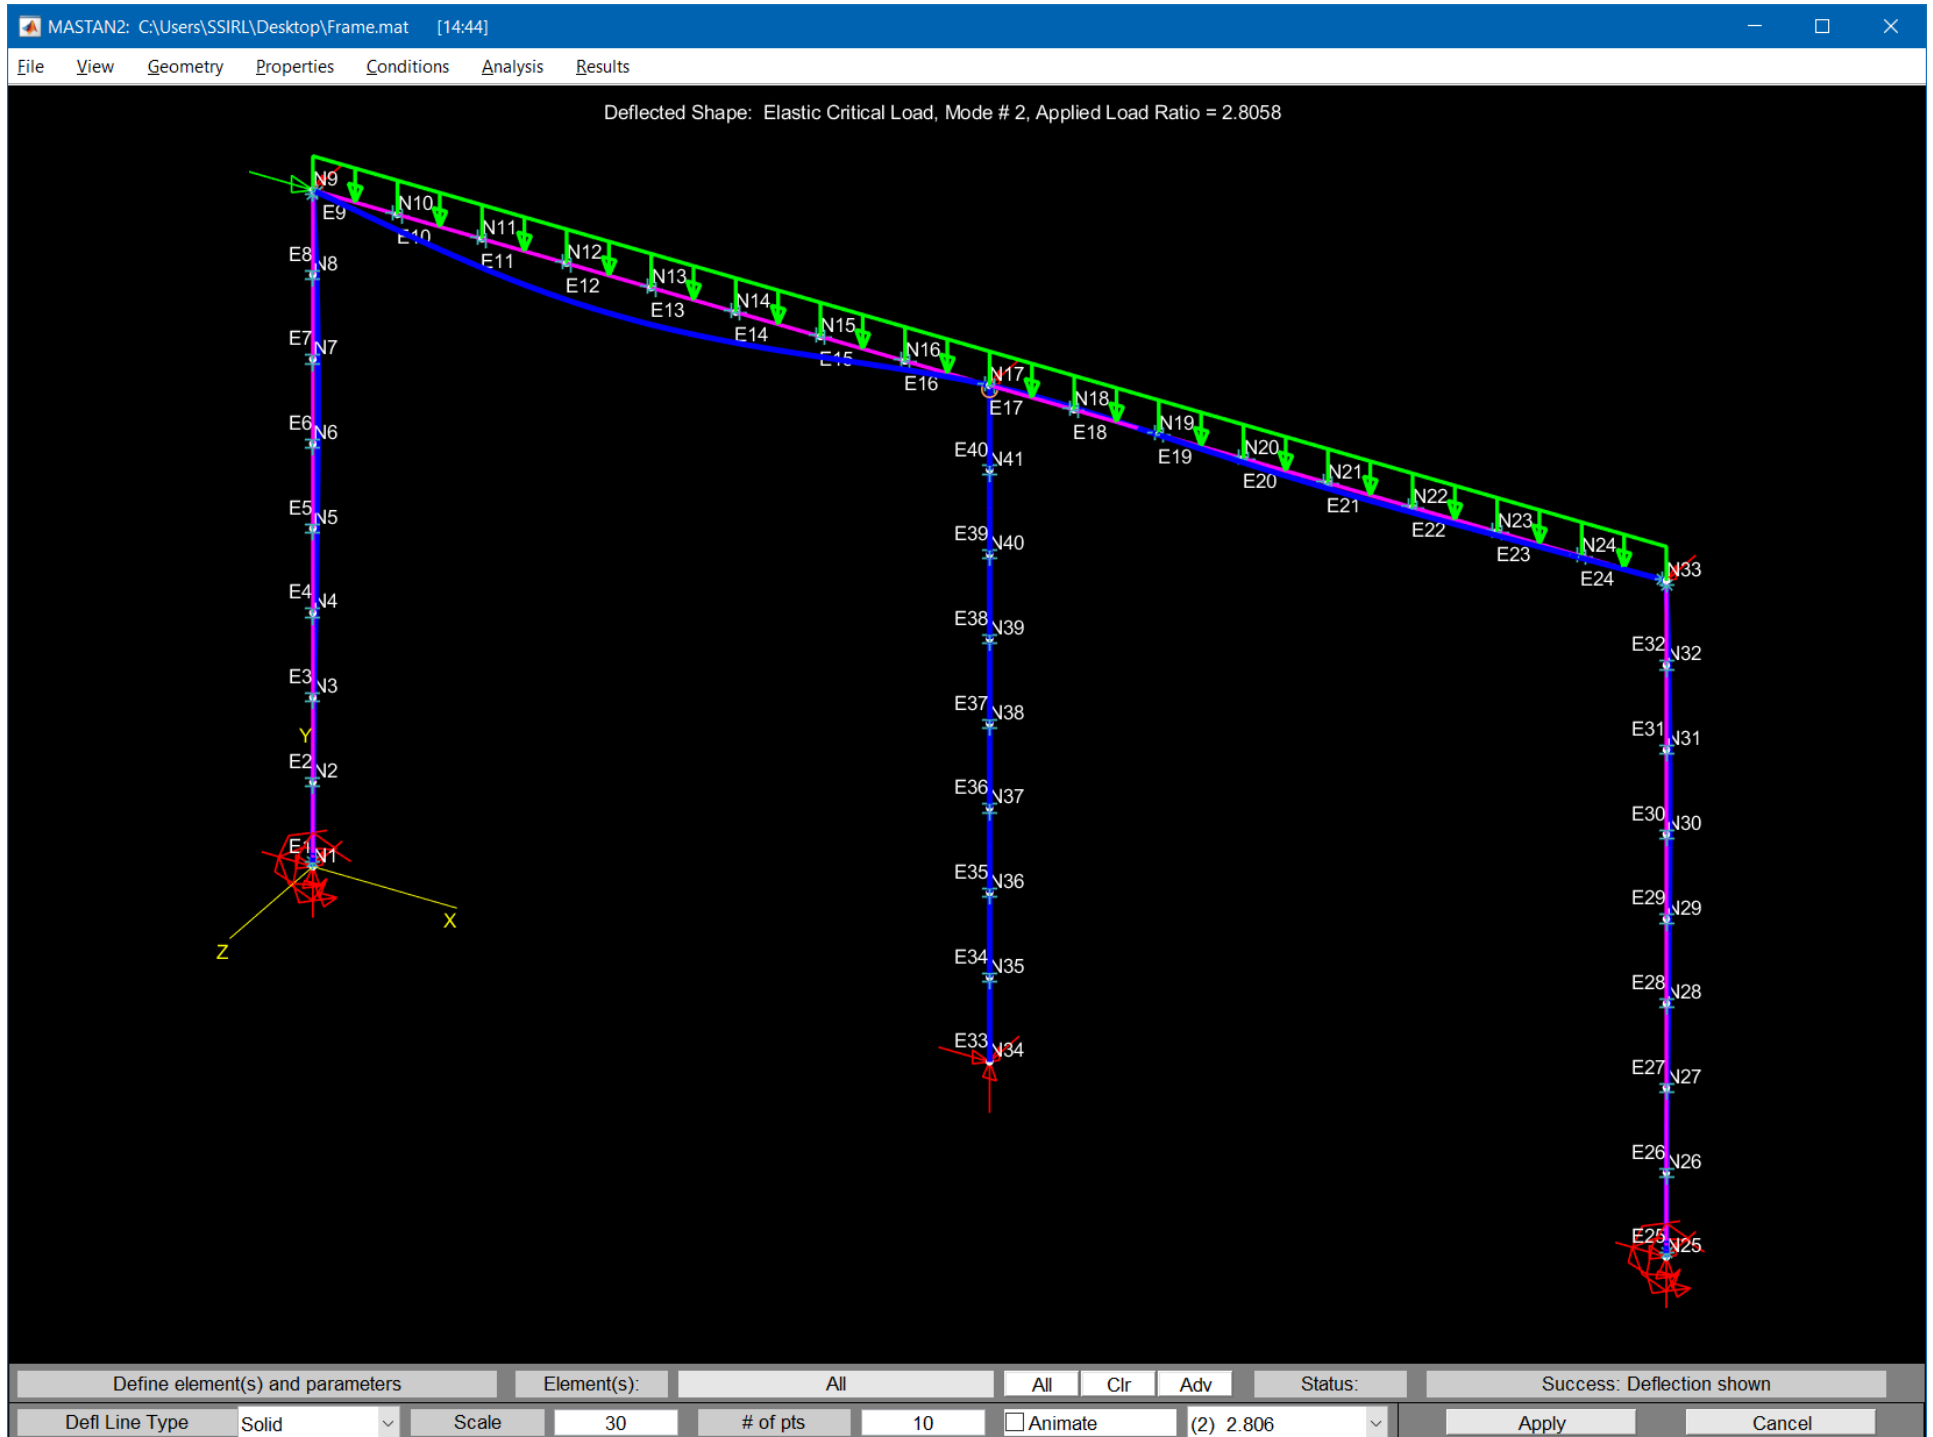 MASTAN2: C:\Users\SSIRL\Desktop\Frame.mat [14:44]
File View Geometry Properties Conditions Analysis Results
Deflected Shape: Elastic Critical Load, Mode # 2, Applied Load Ratio = 2.8058
N9
E9
N10
E10
N11
E11
N12
E12
N13
E13
N14
E14
N15
E15
N16
E16
N17
E17
N18
E18
N19
E19
N20
E20
N21
E21
N22
E22
N23
E23
N24
E24
N33
E8 N8
E7 N7
E6 N6
E5 N5
E4 N4
E3 N3
Y
E2 N2
E1 N1
X
Z
E40 N41
E39 N40
E38 N39
E37 N38
E36 N37
E35 N36
E34 N35
E33 N34
E32 N32
E31 N31
E30 N30
E29 N29
E28 N28
E27 N27
E26 N26
E25 N25
Define element(s) and parameters Element(s): All All Clr Adv Status: Success: Deflection shown
Defl Line Type Solid Scale 30 # of pts 10 Animate (2) 2.806 Apply Cancel